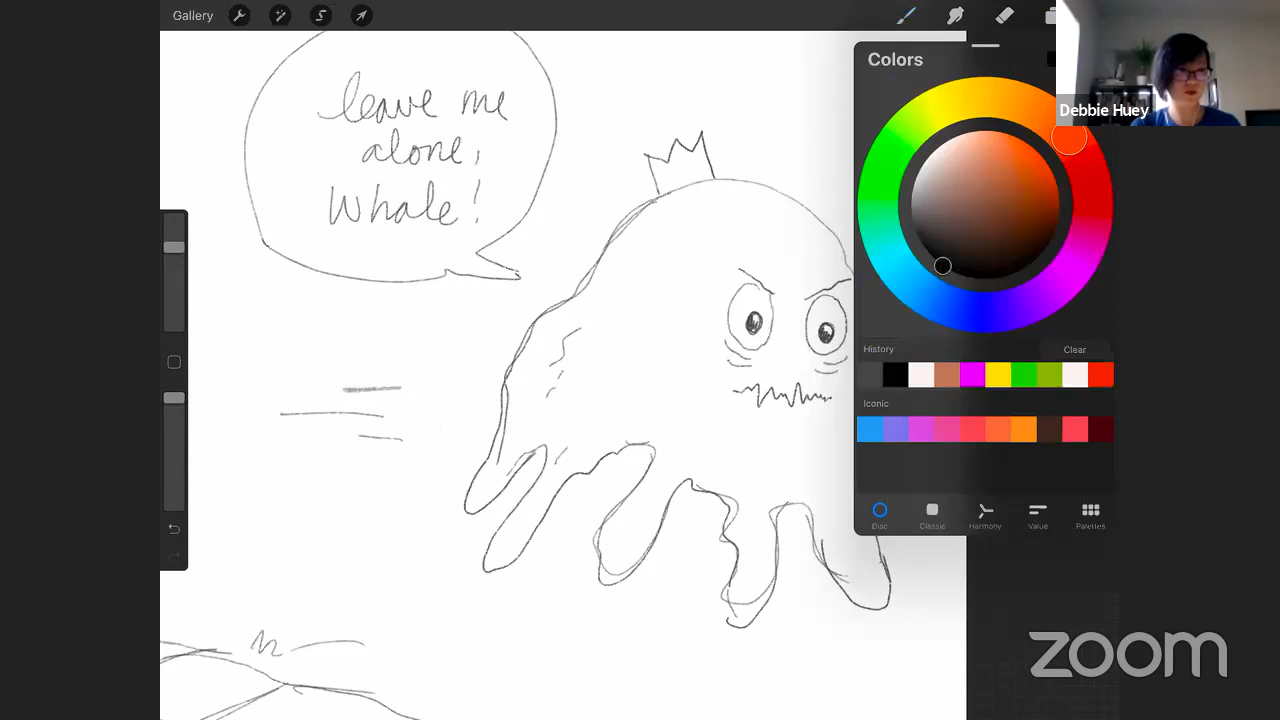 Gallery
leave me
alone,
Whale!
Colors
Debbie Huey
History
Clear
Iconic
Disc
Classic
Harmony
Value
Palettes
zoom